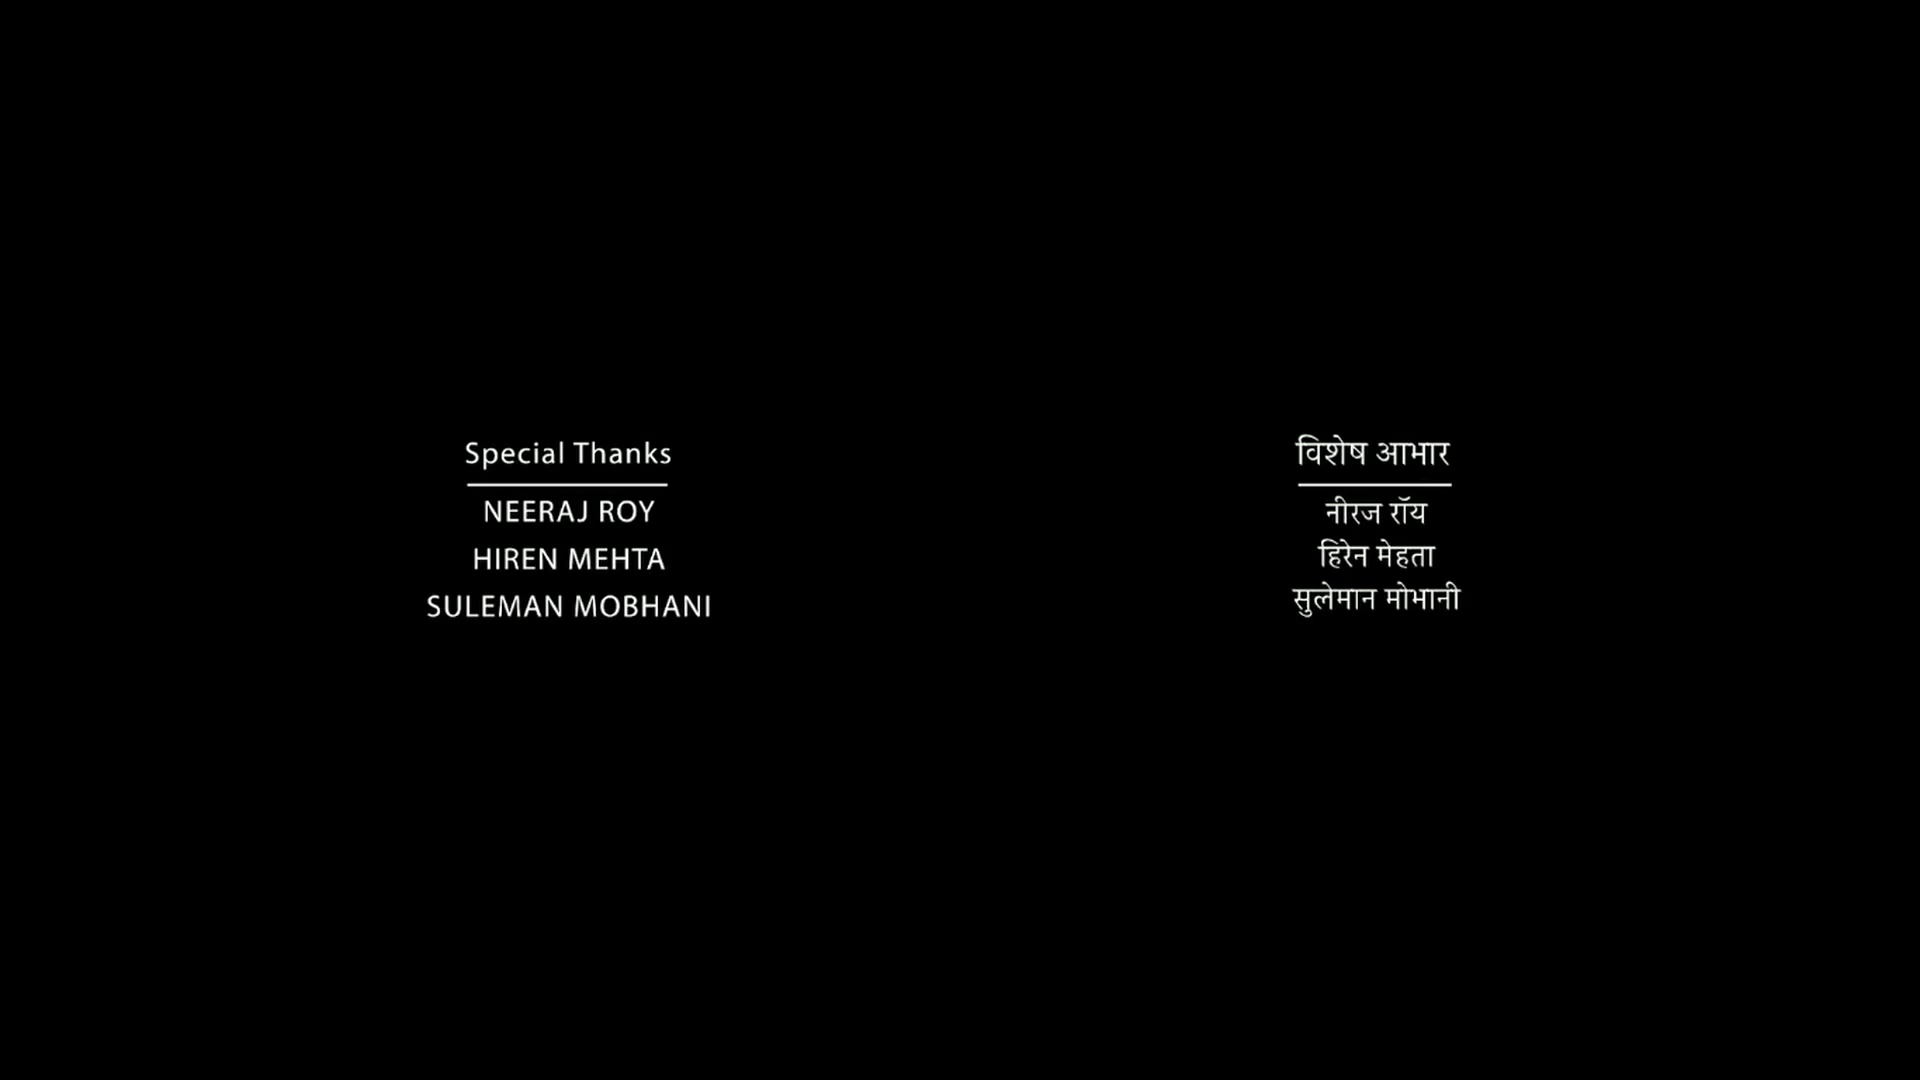 Special Thanks
NEERAJ ROY
HIREN MEHTA
SULEMAN MOBHANI
विशेष आभार
नीरज रॉय
हिरेन मेहता
सुलेमान मोभानी